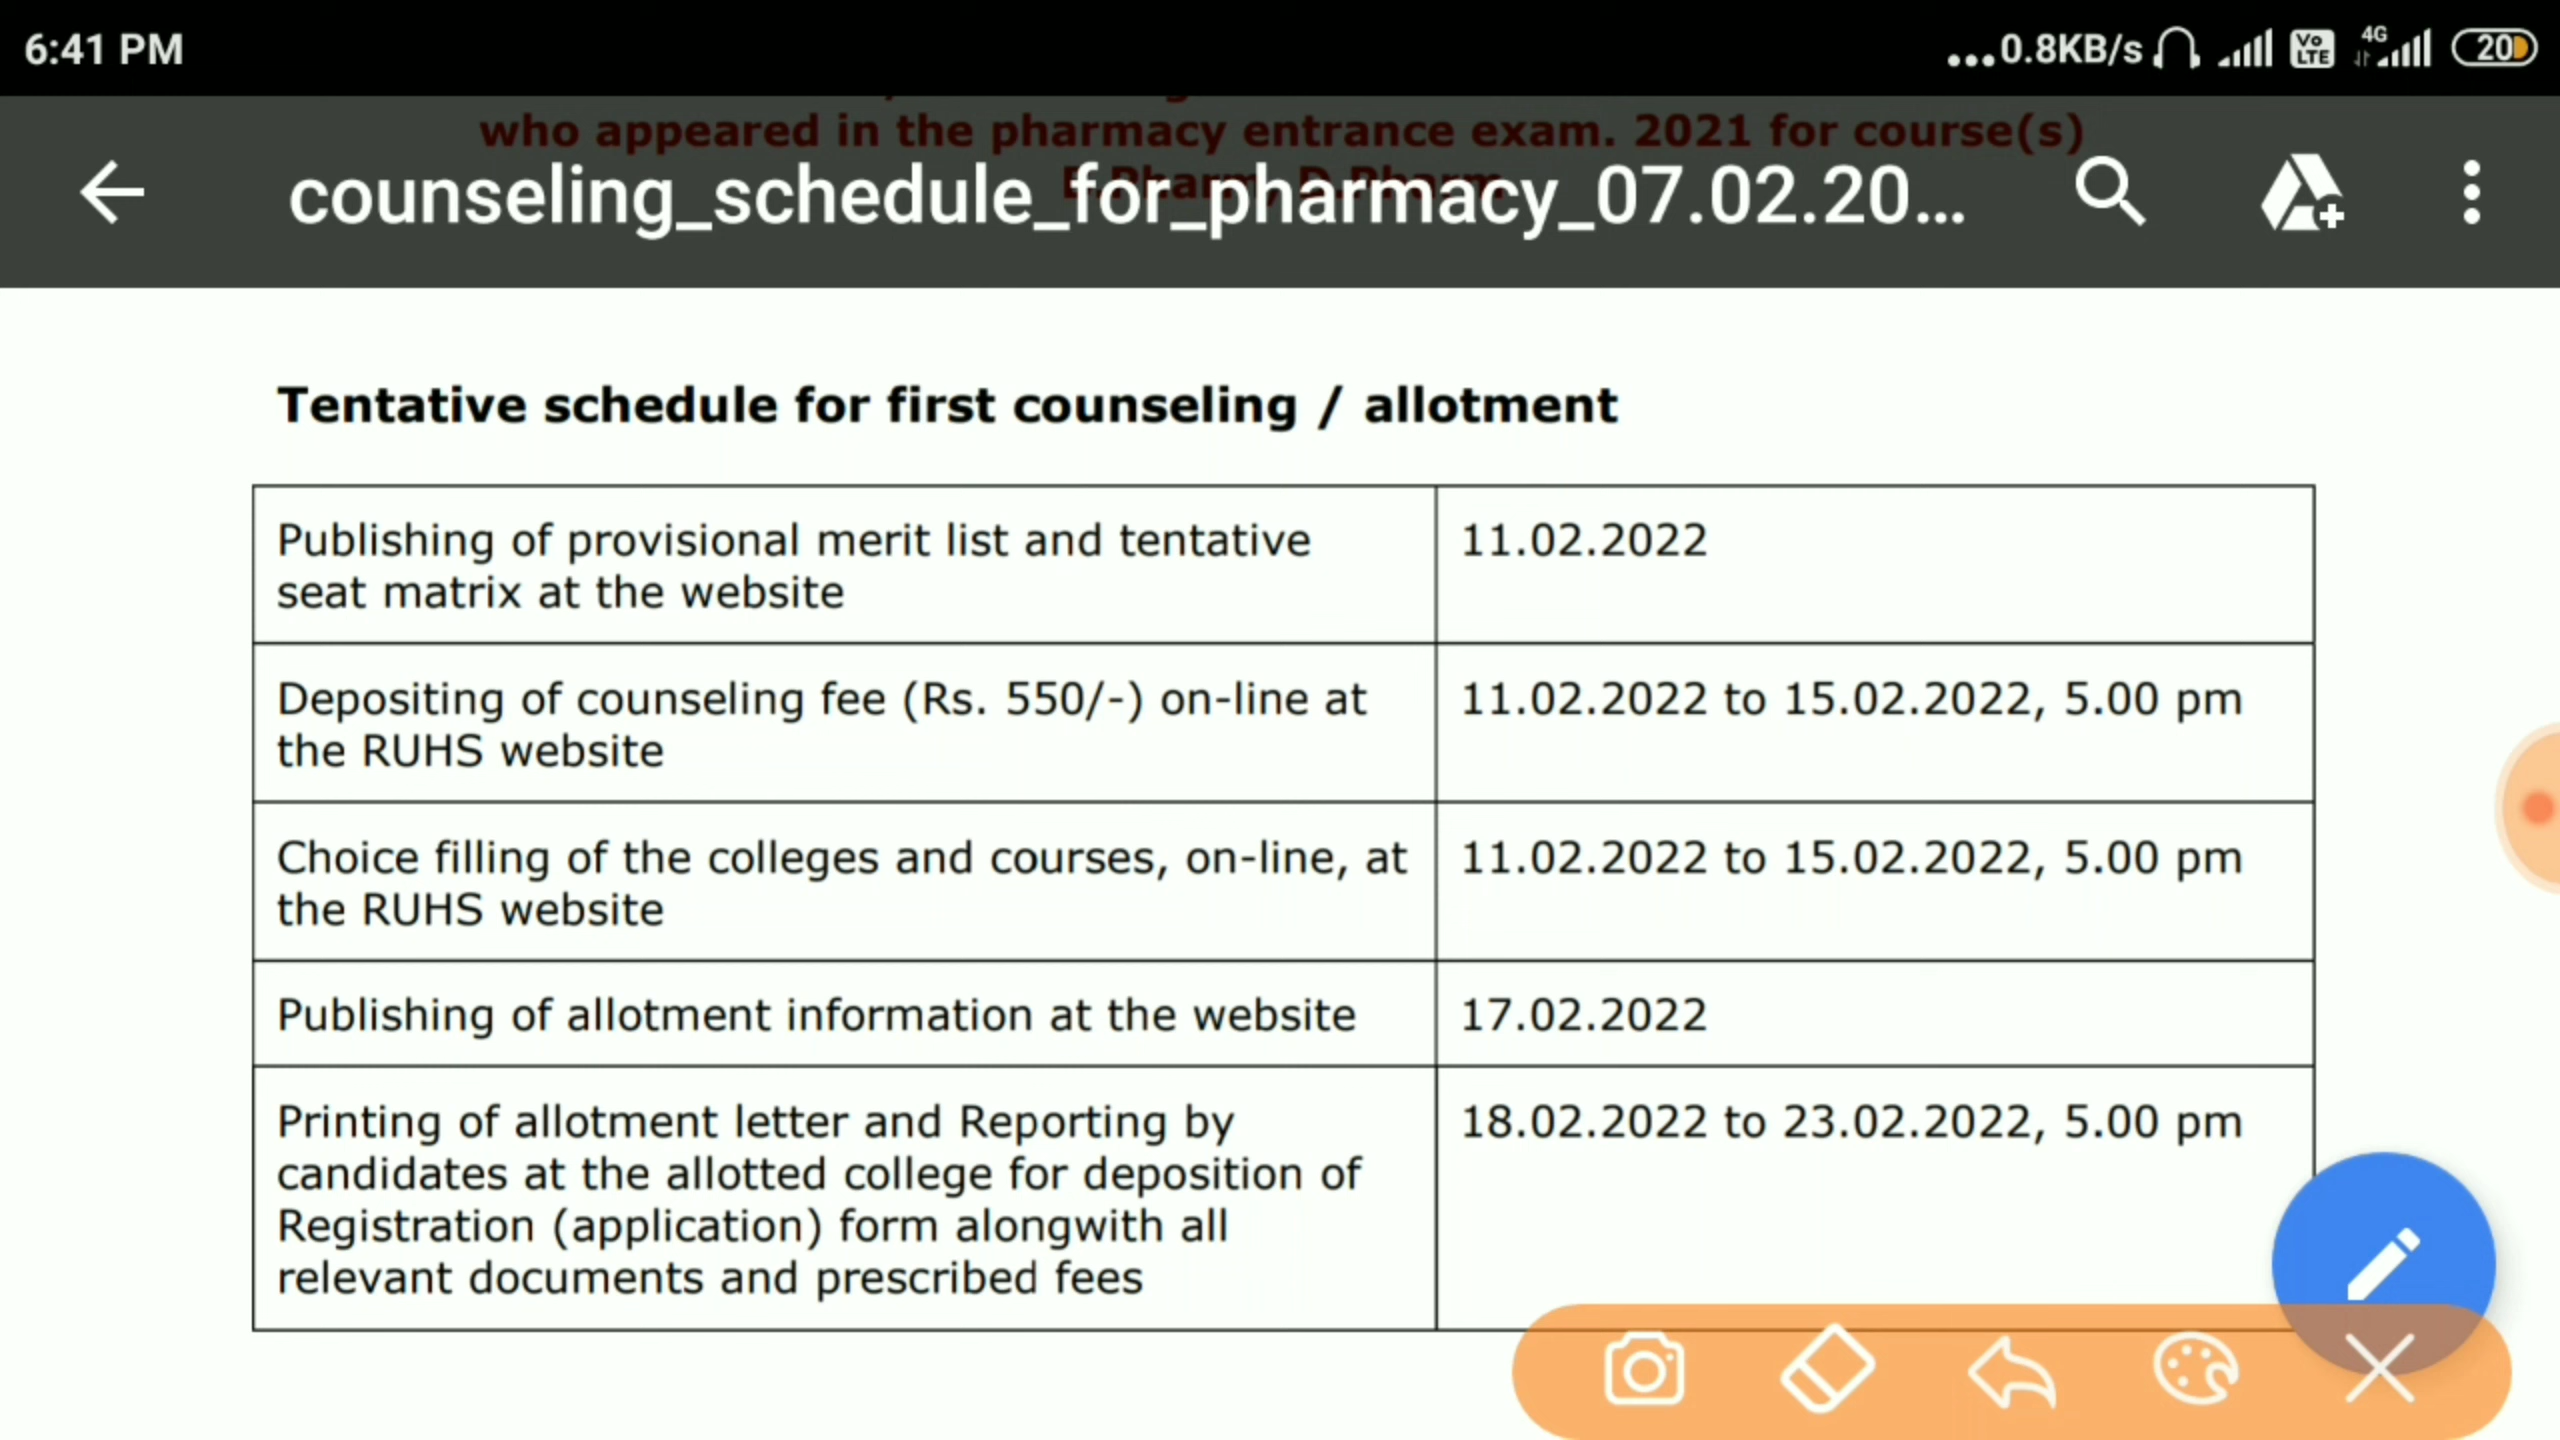 6:41 PM
...0.8KB/s
Vo
LTE
4G
20
who appeared in the pharmacy entrance exam. 2021 for course(s)
B.Pharm, D.Pharm
counseling_schedule_for_pharmacy_07.02.20...
Tentative schedule for first counseling / allotment
Publishing of provisional merit list and tentative
seat matrix at the website
11.02.2022
Depositing of counseling fee (Rs. 550/-) on-line at
the RUHS website
11.02.2022 to 15.02.2022, 5.00 pm
Choice filling of the colleges and courses, on-line, at
the RUHS website
11.02.2022 to 15.02.2022, 5.00 pm
Publishing of allotment information at the website
17.02.2022
Printing of allotment letter and Reporting by
candidates at the allotted college for deposition of
Registration (application) form alongwith all
relevant documents and prescribed fees
18.02.2022 to 23.02.2022, 5.00 pm